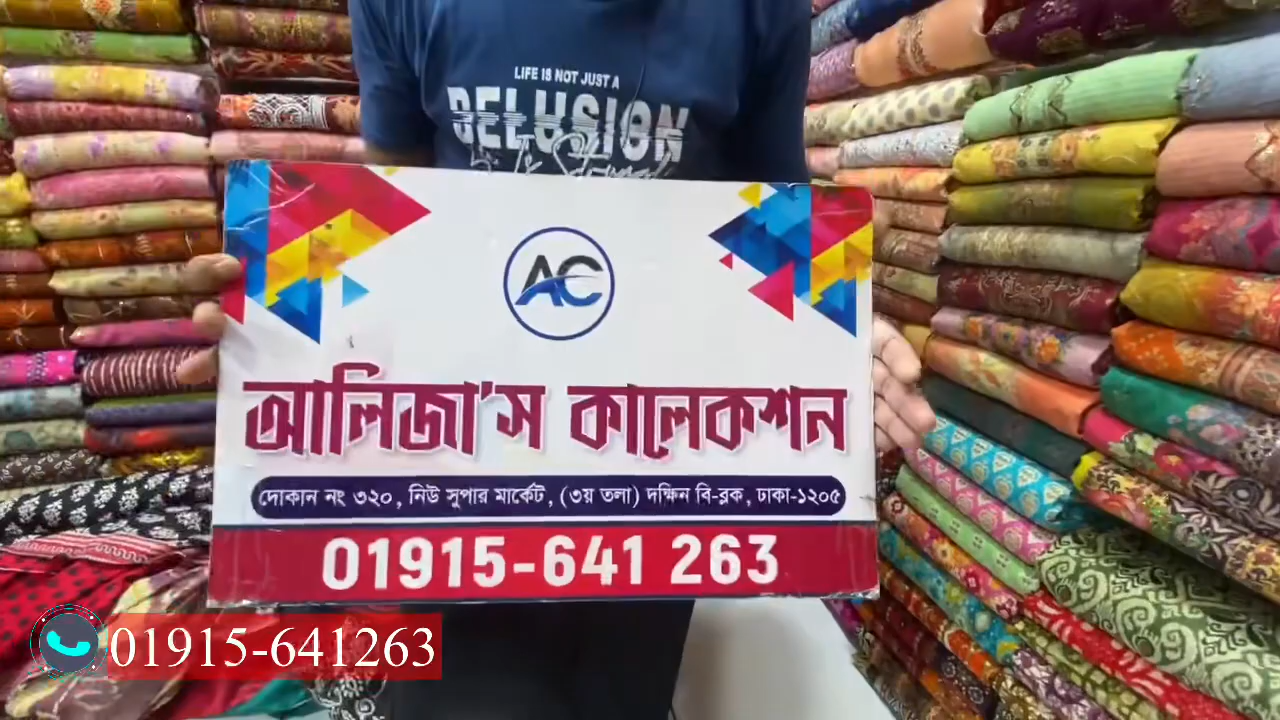 LIFE IS NOT JUST A
DELUSION
AC
আলিজা'স কালেকশন
দোকান নং ৩২০, নিউ সুপার মার্কেট, (৩য় তলা) দক্ষিন বি-ব্লক, ঢাকা-১২০৫
01915-641 263
01915-641263